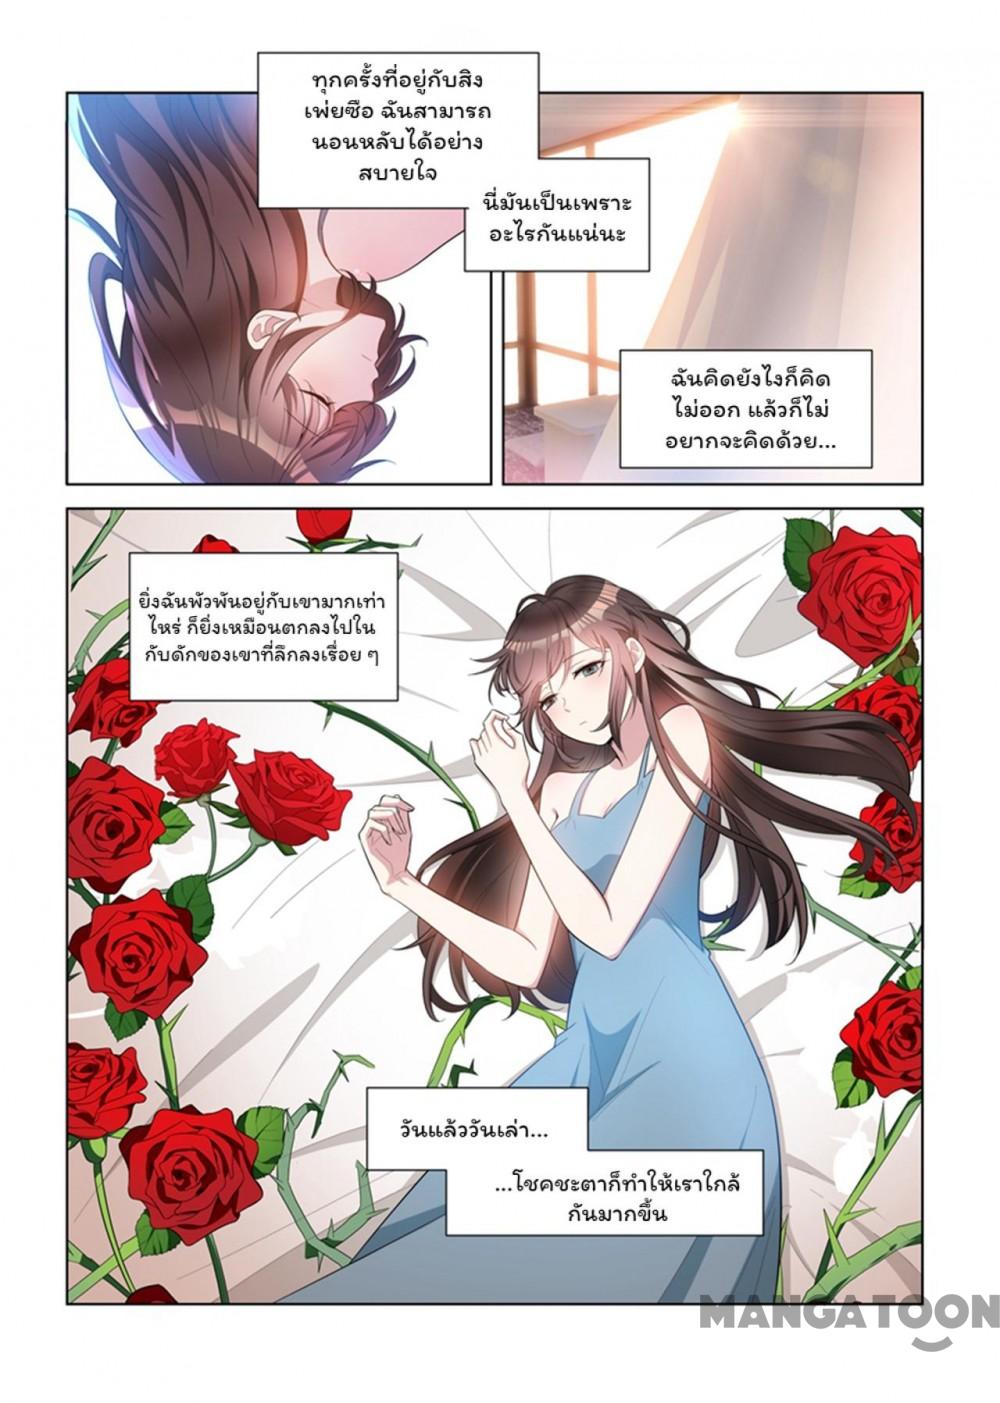 ทุกครั้งที่อยู่กับสิง
เพ่ยซือ ฉันสามารถ
นอนหลับได้อย่าง
สบายใจ
นี่มันเป็นเพราะ
อะไรกันแน่นะ
ฉันคิดยังไงก็คิด
ไม่ออก แล้วก็ไม่
อยากจะคิดด้วย...
ยิ่งฉันพัวพันอยู่กับเขามากเท่า
ไหร่ ก็ยิ่งเหมือนตกลงไปใน
กับดักของเขาที่ลึกลงเรื่อย ๆ
วันแล้ววันเล่า...
...โชคชะตาก็ทำให้เราใกล้
กันมากขึ้น
MANGATOON